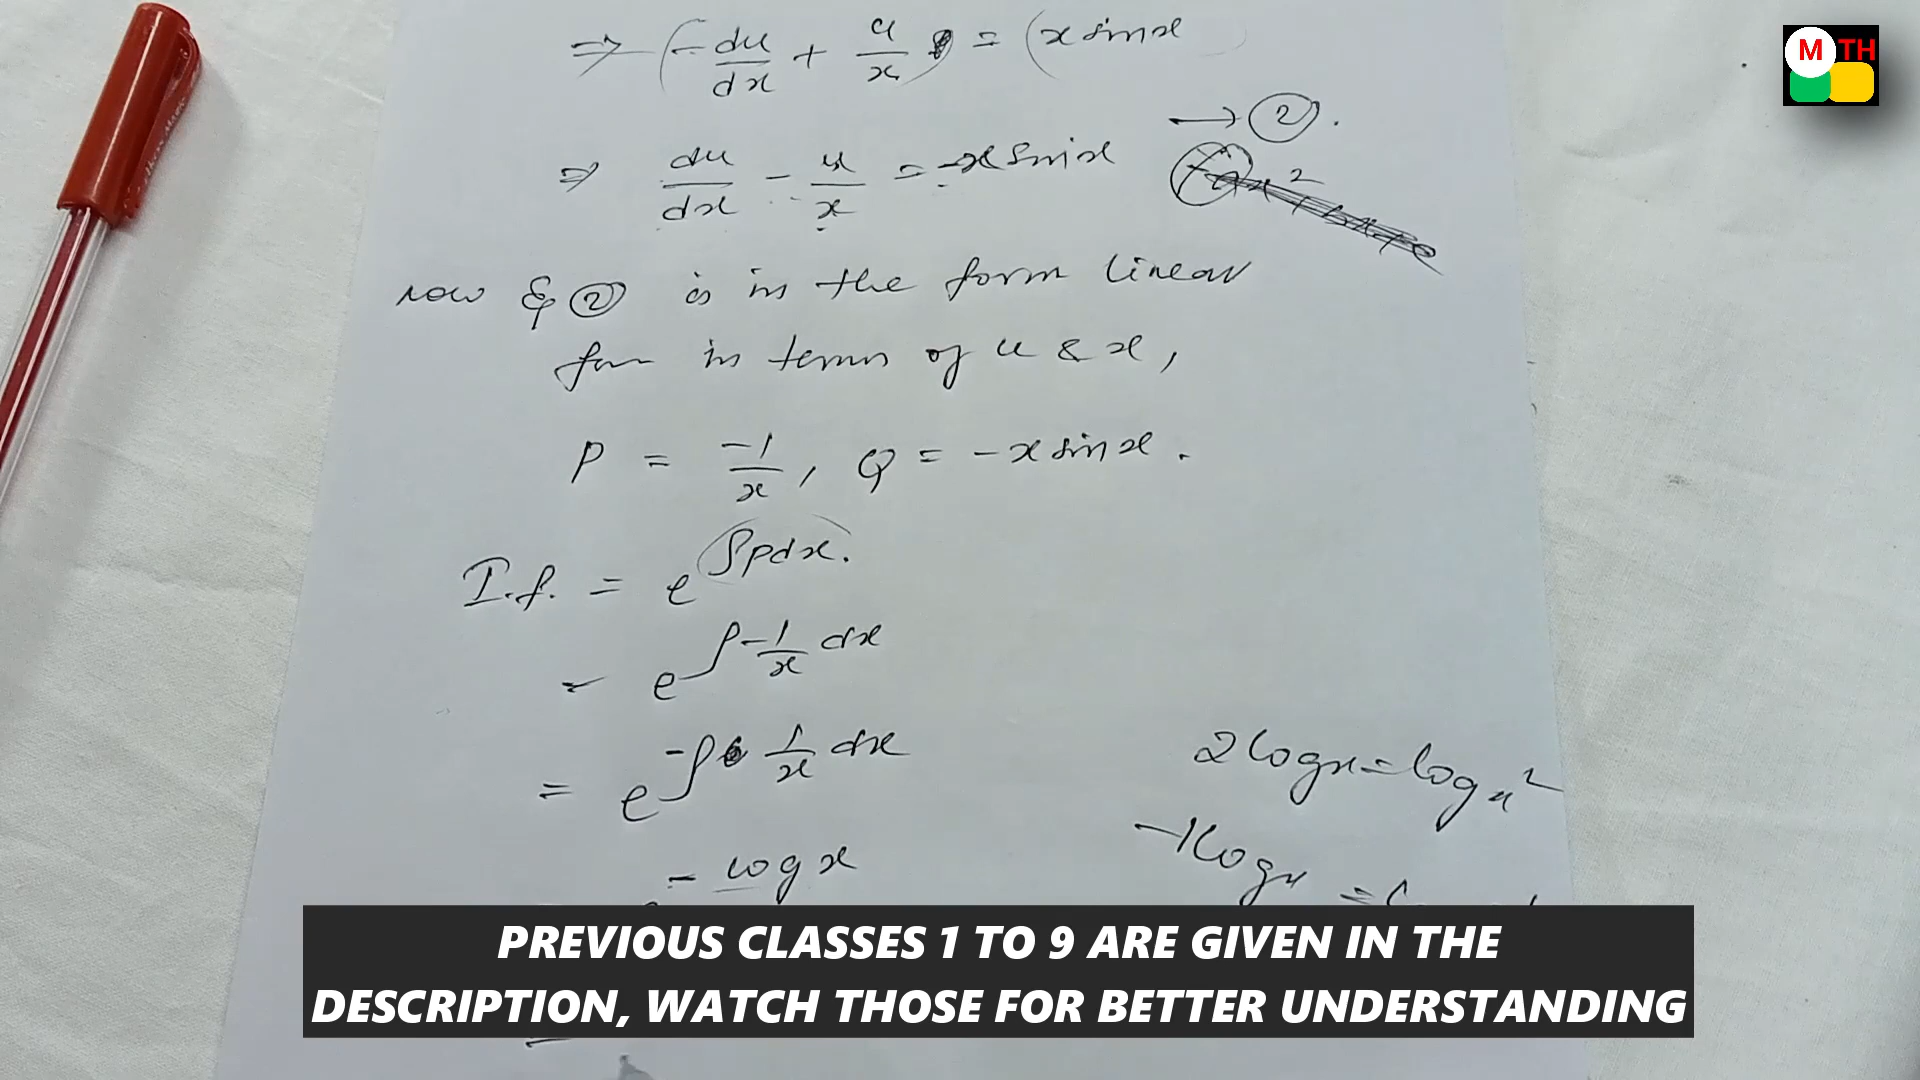 ⇒ (-du/dx + u/x) = (x sinx
→ ②.
⇒ du/dx - u/x = -x sinx
now Eq ② is in the form linear
in terms of u & x,
P = -1/x, Q = -x sinx.
I.f. = e^∫pdx.
= e^∫-1/x dx
= e^-∫ 1/x dx
2logx = log x^2
- logx
-1logx =
PREVIOUS CLASSES 1 TO 9 ARE GIVEN IN THE
DESCRIPTION, WATCH THOSE FOR BETTER UNDERSTANDING
M TH